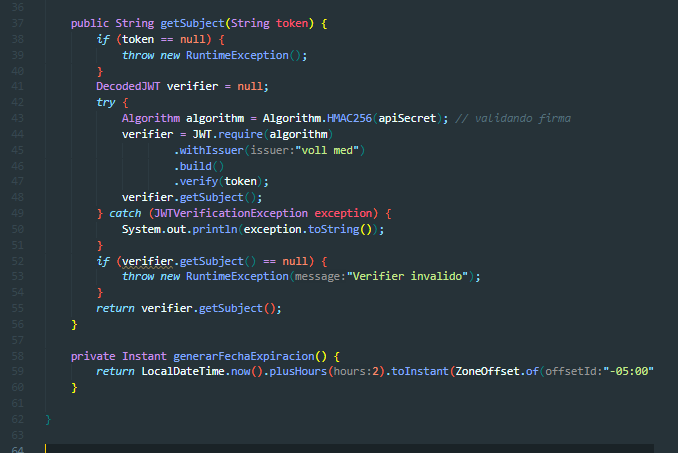 36
37 public String getSubject(String token) {
38 if (token == null) {
39 throw new RuntimeException();
40 }
41 DecodedJWT verifier = null;
42 try {
43 Algorithm algorithm = Algorithm.HMAC256(apiSecret); // validando firma
44 verifier = JWT.require(algorithm)
45 .withIssuer(issuer:"voll med")
46 .build()
47 .verify(token);
48 verifier.getSubject();
49 } catch (JWTVerificationException exception) {
50 System.out.println(exception.toString());
51 }
52 if (verifier.getSubject() == null) {
53 throw new RuntimeException(message:"Verifier invalido");
54 }
55 return verifier.getSubject();
56 }
57
58 private Instant generarFechaExpiracion() {
59 return LocalDateTime.now().plusHours(hours:2).toInstant(ZoneOffset.of(offsetId:"-05:00"
60 }
61
62 }
63
64